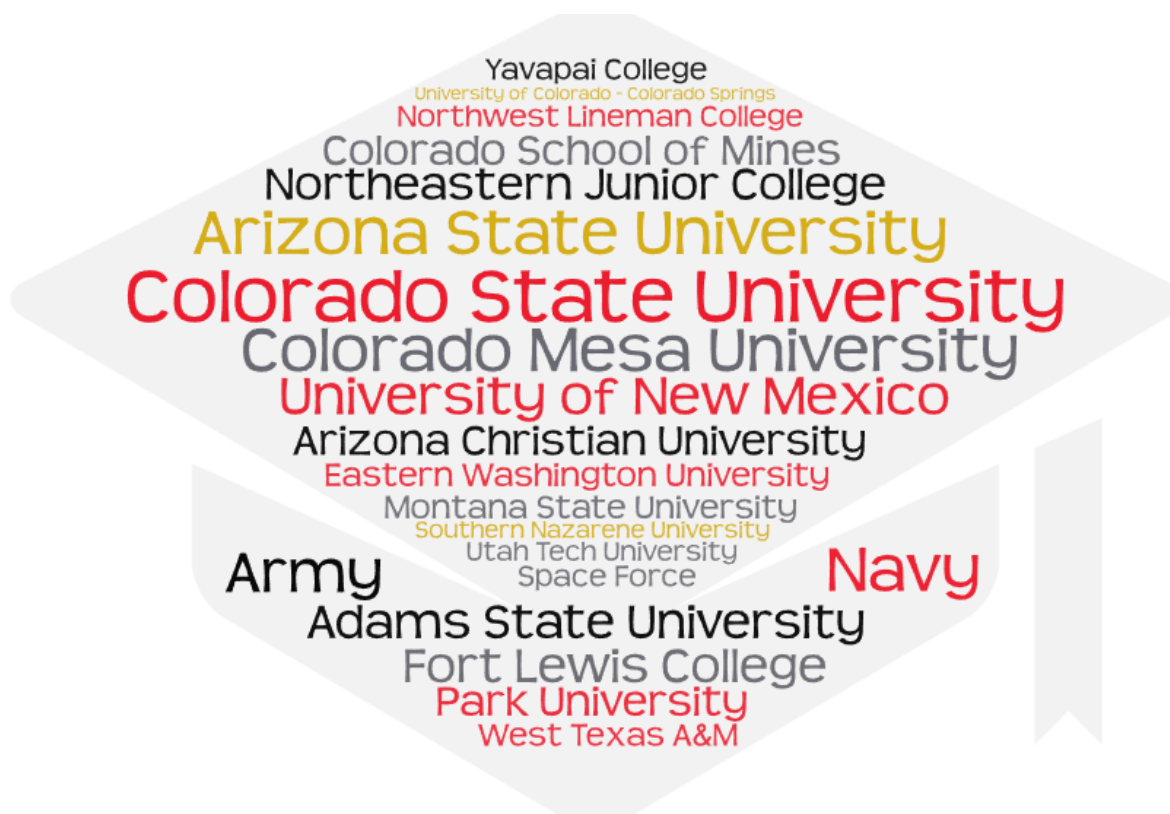 Yavapai College
University of Colorado - Colorado Springs
Northwest Lineman College
Colorado School of Mines
Northeastern Junior College
Arizona State University
Colorado State University
Colorado Mesa University
University of New Mexico
Arizona Christian University
Eastern Washington University
Montana State University
Southern Nazarene University
Utah Tech University
Army
Space Force
Navy
Adams State University
Fort Lewis College
Park University
West Texas A&M